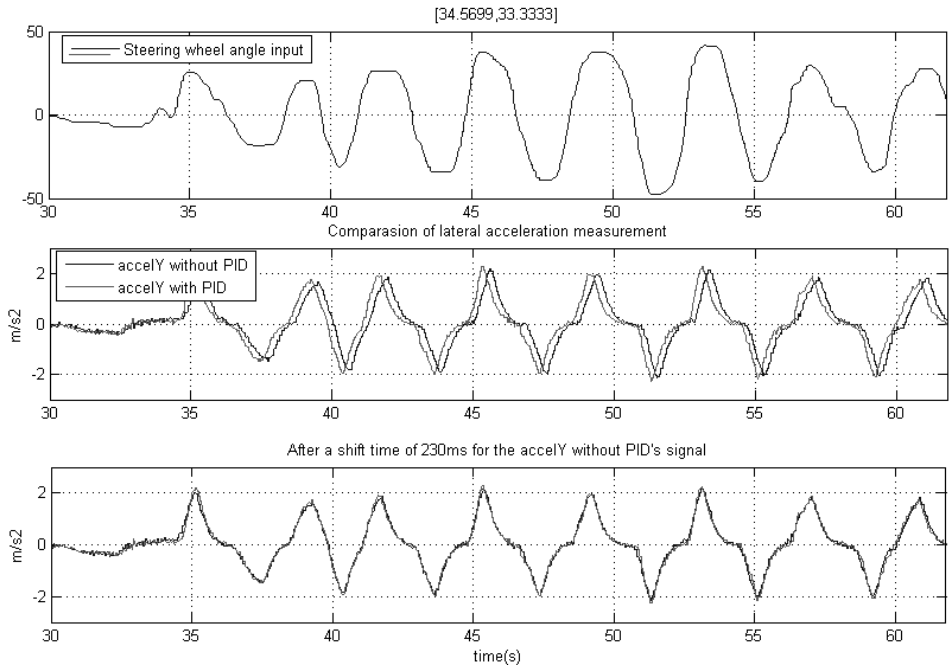 [34.5699,33.3333]
50
0
-50
Steering wheel angle input
30 35 40 45 50 55 60
Comparasion of lateral acceleration measurement
2
0
-2
m/s2
accelY without PID
accelY with PID
30 35 40 45 50 55 60
After a shift time of 230ms for the accelY without PID's signal
2
0
-2
m/s2
30 35 40 45 50 55 60
time(s)